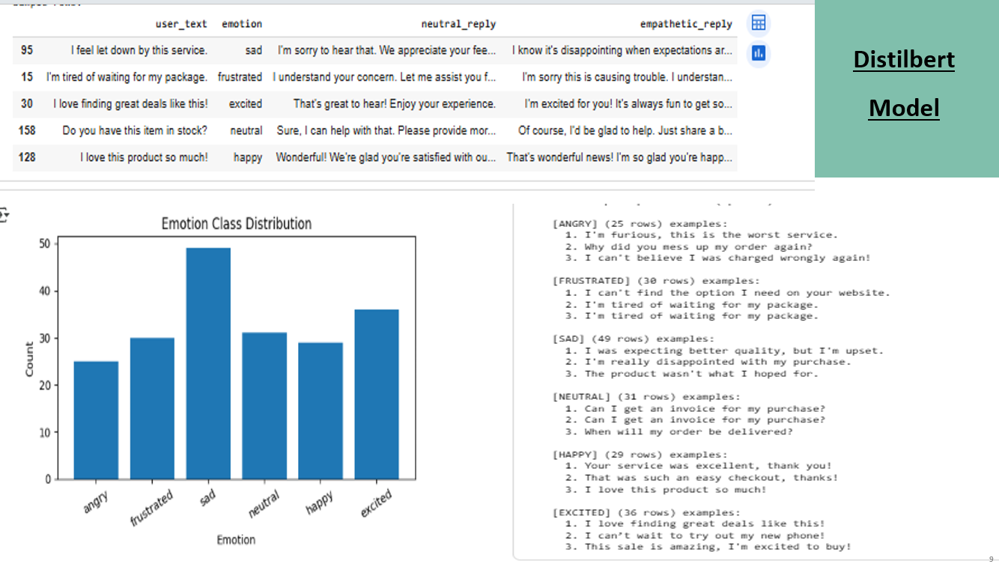 user_text emotion neutral_reply empathetic_reply
95 I feel let down by this service. sad I'm sorry to hear that. We appreciate your fee... I know it's disappointing when expectations ar...
15 I'm tired of waiting for my package. frustrated I understand your concern. Let me assist you f... I'm sorry this is causing trouble. I understan...
30 I love finding great deals like this! excited That's great to hear! Enjoy your experience. I'm excited for you! It's always fun to get so...
158 Do you have this item in stock? neutral Sure, I can help with that. Please provide mor... Of course, I'd be glad to help. Just share a b...
128 I love this product so much! happy Wonderful! We're glad you're satisfied with ou... That's wonderful news! I'm so glad you're happ...
Distilbert
Model
Emotion Class Distribution
50
40
30
20
10
0
Count
angry frustrated sad neutral happy excited
Emotion
[ANGRY] (25 rows) examples:
1. I'm furious, this is the worst service.
2. Why did you mess up my order again?
3. I can't believe I was charged wrongly again!
[FRUSTRATED] (30 rows) examples:
1. I can't find the option I need on your website.
2. I'm tired of waiting for my package.
3. I'm tired of waiting for my package.
[SAD] (49 rows) examples:
1. I was expecting better quality, but I'm upset.
2. I'm really disappointed with my purchase.
3. The product wasn't what I hoped for.
[NEUTRAL] (31 rows) examples:
1. Can I get an invoice for my purchase?
2. Can I get an invoice for my purchase?
3. When will my order be delivered?
[HAPPY] (29 rows) examples:
1. Your service was excellent, thank you!
2. That was such an easy checkout, thanks!
3. I love this product so much!
[EXCITED] (36 rows) examples:
1. I love finding great deals like this!
2. I can't wait to try out my new phone!
3. This sale is amazing, I'm excited to buy!
9